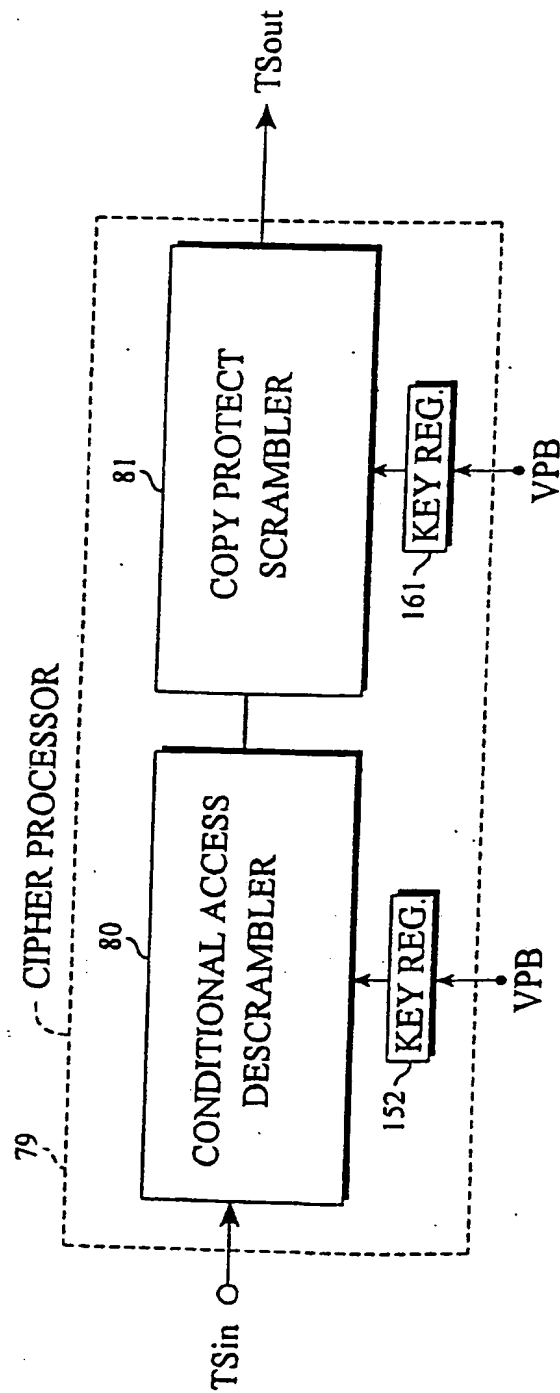 79
CIPHER PROCESSOR
TSin
80
CONDITIONAL ACCESS
DESCRAMBLER
152
KEY REG.
VPB
81
COPY PROTECT
SCRAMBLER
161
KEY REG.
VPB
TSout